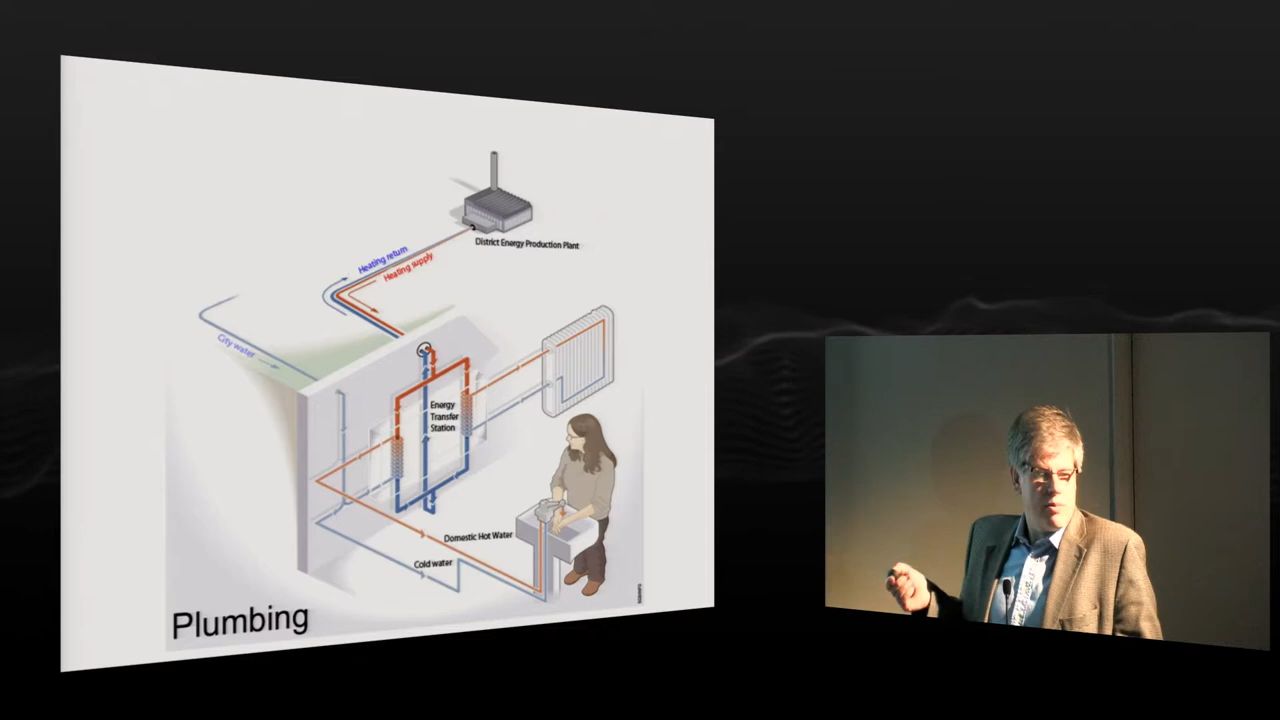 District Energy Production Plant
Heating return
Heating supply
City water
Energy
Transfer
Station
Domestic Hot Water
Cold water
Plumbing